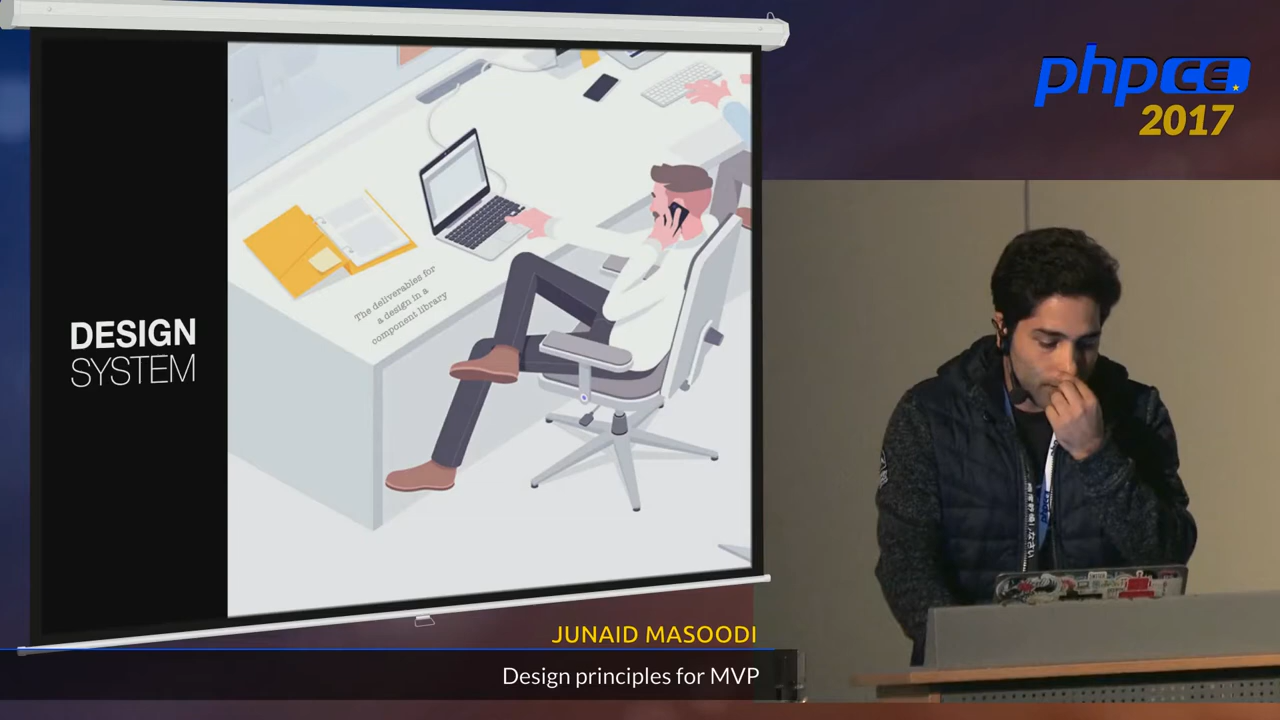 DESIGN
SYSTEM
The deliverables for
a design in a
component library
phpce
2017
JUNAID MASOODI
Design principles for MVP